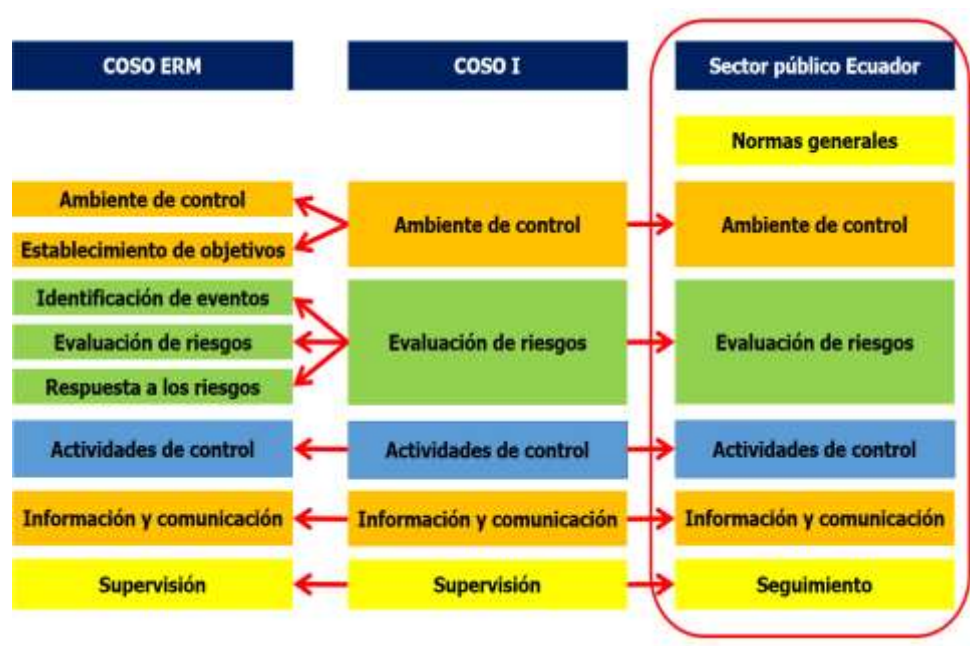 COSO ERM
COSO I
Sector público Ecuador
Normas generales
Ambiente de control
Establecimiento de objetivos
Ambiente de control
Ambiente de control
Identificación de eventos
Evaluación de riesgos
Respuesta a los riesgos
Evaluación de riesgos
Evaluación de riesgos
Actividades de control
Actividades de control
Actividades de control
Información y comunicación
Información y comunicación
Información y comunicación
Supervisión
Supervisión
Seguimiento